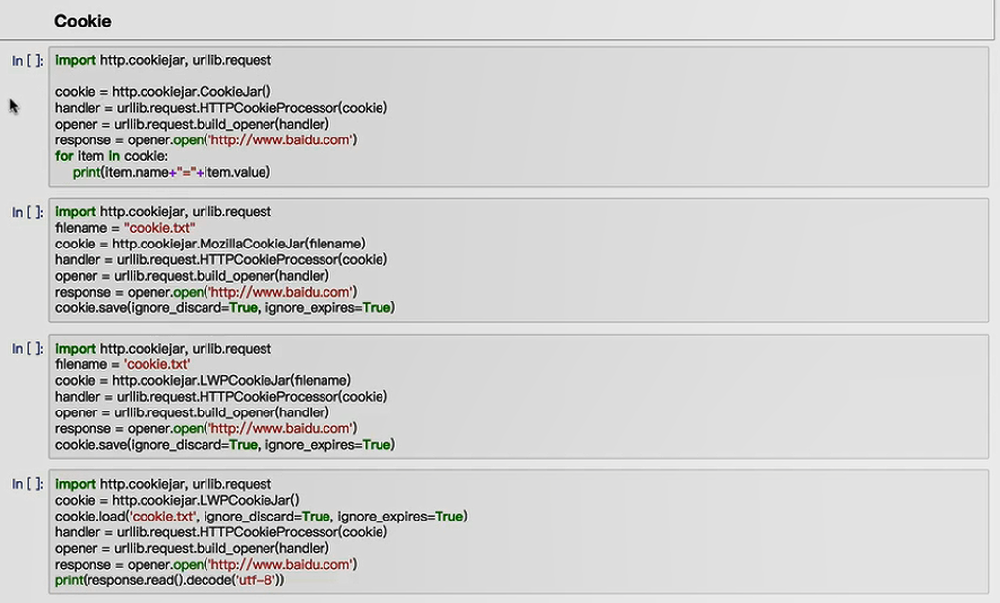 Cookie
In [ ]:
import http.cookiejar, urllib.request
cookie = http.cookiejar.CookieJar()
handler = urllib.request.HTTPCookieProcessor(cookie)
opener = urllib.request.build_opener(handler)
response = opener.open('http://www.baidu.com')
for item in cookie:
    print(item.name+"="+item.value)
In [ ]:
import http.cookiejar, urllib.request
filename = "cookie.txt"
cookie = http.cookiejar.MozillaCookieJar(filename)
handler = urllib.request.HTTPCookieProcessor(cookie)
opener = urllib.request.build_opener(handler)
response = opener.open('http://www.baidu.com')
cookie.save(ignore_discard=True, ignore_expires=True)
In [ ]:
import http.cookiejar, urllib.request
filename = 'cookie.txt'
cookie = http.cookiejar.LWPCookieJar(filename)
handler = urllib.request.HTTPCookieProcessor(cookie)
opener = urllib.request.build_opener(handler)
response = opener.open('http://www.baidu.com')
cookie.save(ignore_discard=True, ignore_expires=True)
In [ ]:
import http.cookiejar, urllib.request
cookie = http.cookiejar.LWPCookieJar()
cookie.load('cookie.txt', ignore_discard=True, ignore_expires=True)
handler = urllib.request.HTTPCookieProcessor(cookie)
opener = urllib.request.build_opener(handler)
response = opener.open('http://www.baidu.com')
print(response.read().decode('utf-8'))